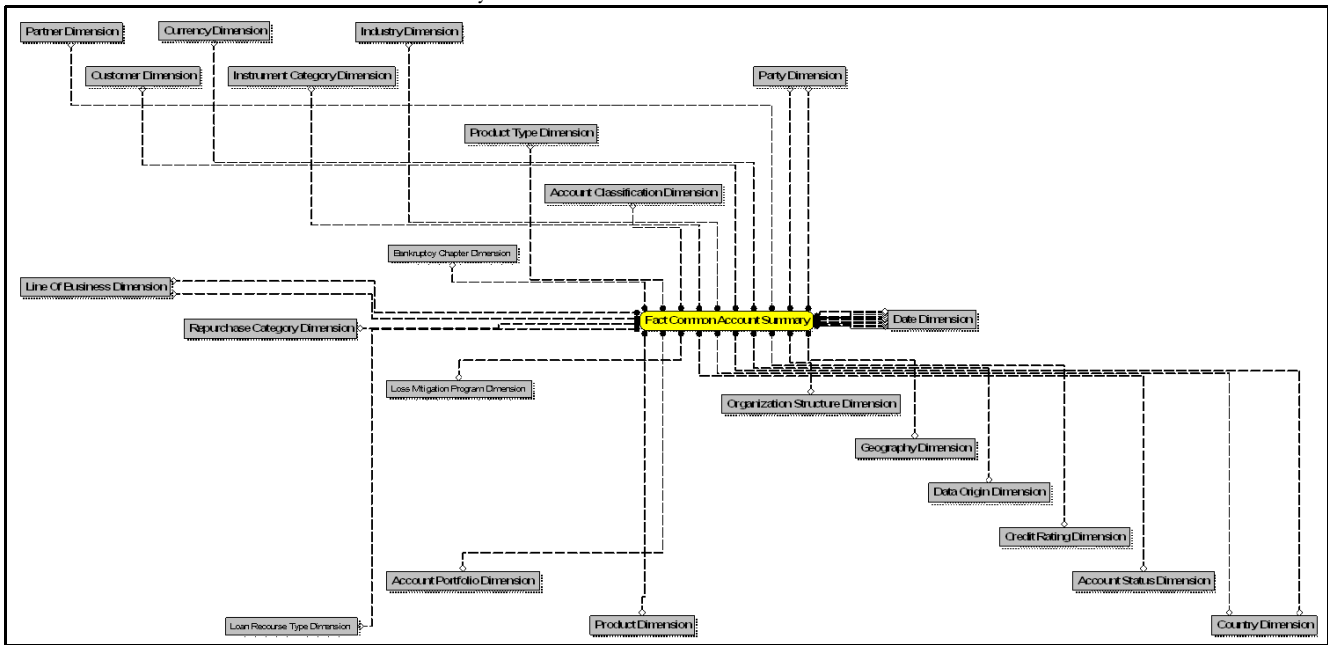 Partner Dimension
Currency Dimension
Industry Dimension
Customer Dimension
Instrument Category Dimension
Party Dimension
Product Type Dimension
Account Classification Dimension
Bankruptcy Chapter Dimension
Line Of Business Dimension
Repurchase Category Dimension
Fact Common Account Summary
Date Dimension
Loss Mitigation Program Dimension
Organization Structure Dimension
Geography Dimension
Data Origin Dimension
Credit Rating Dimension
Account Portfolio Dimension
Account Status Dimension
Loan Recourse Type Dimension
Product Dimension
Country Dimension